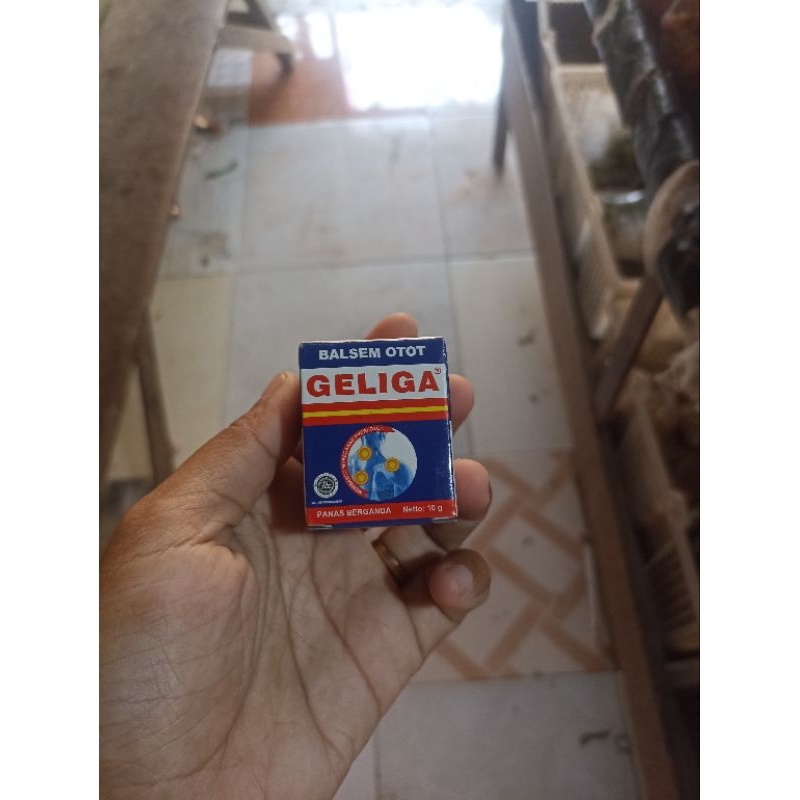 BALSEM OTOT
GELIGA®
PANAS BERGANDA Netto: 10 g